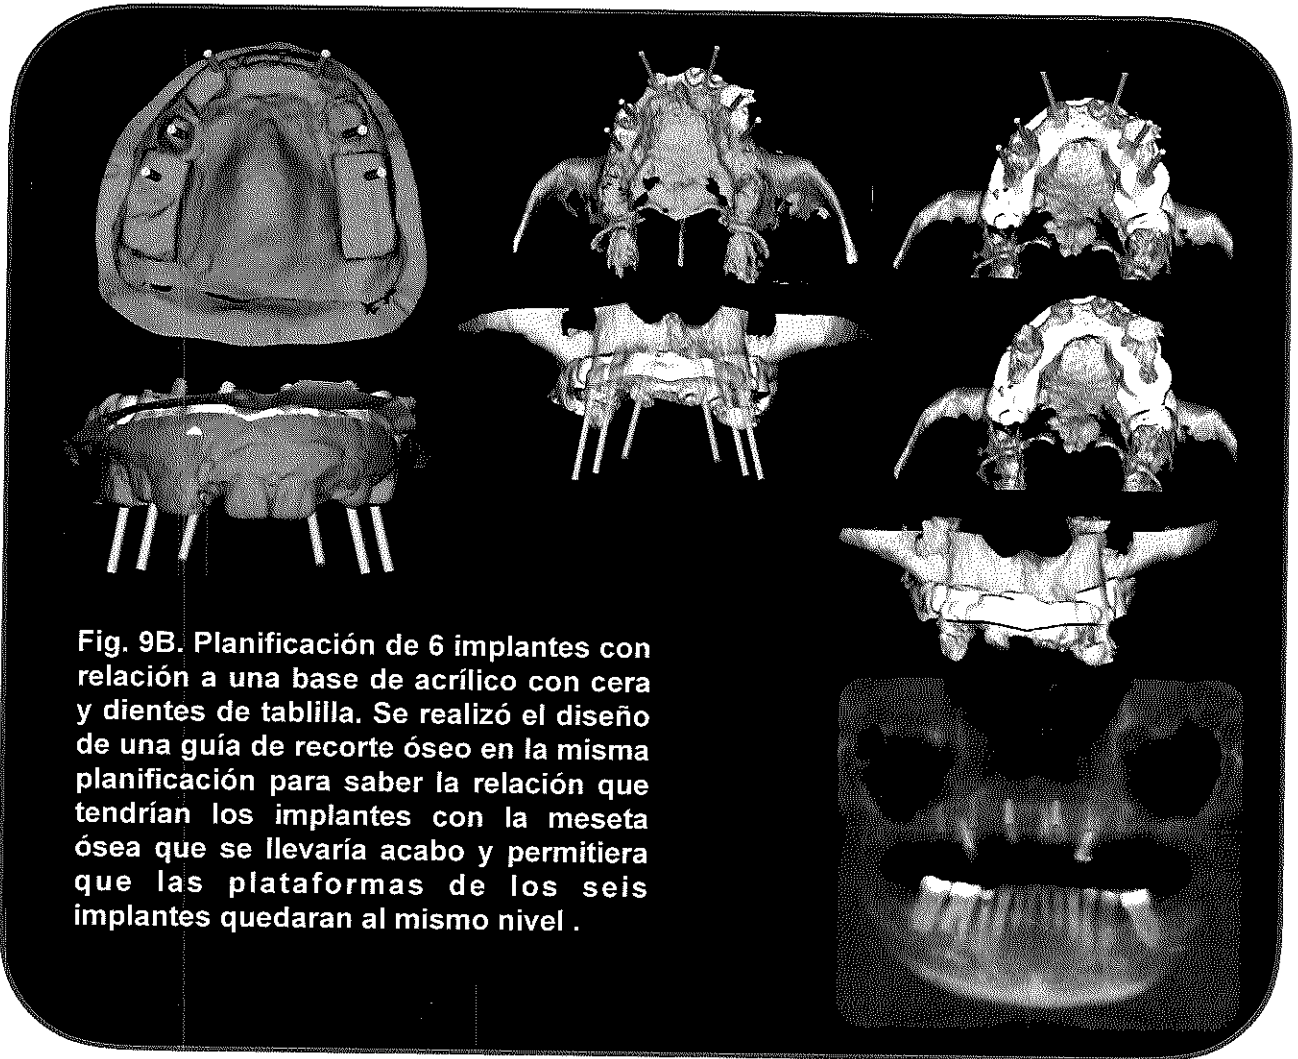 Fig. 9B. Planificación de 6 implantes con
relación a una base de acrílico con cera
y dientes de tablilla. Se realizó el diseño
de una guía de recorte óseo en la misma
planificación para saber la relación que
tendrían los implantes con la meseta
ósea que se llevaría acabo y permitiera
que las plataformas de los seis
implantes quedaran al mismo nivel .